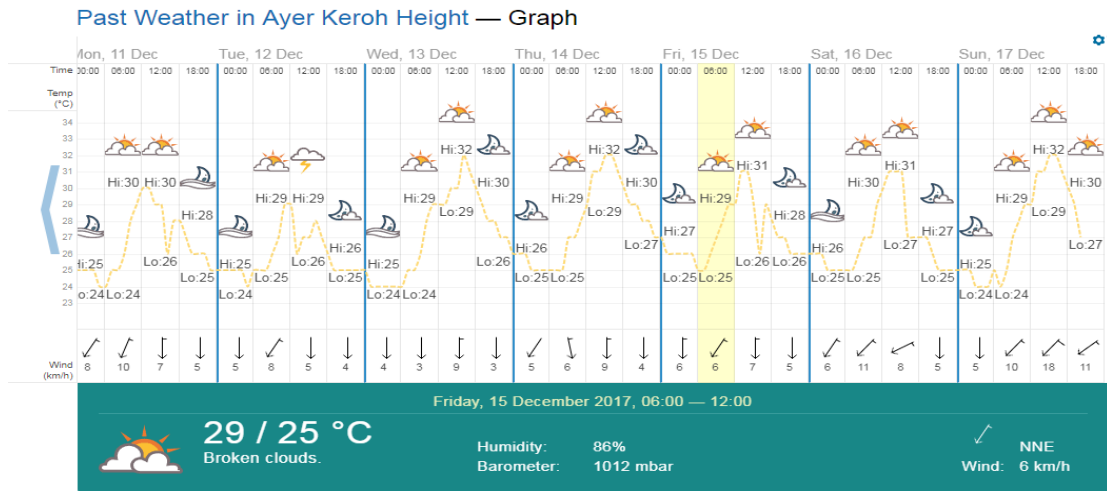 Past Weather in Ayer Keroh Height — Graph
Mon, 11 Dec Tue, 12 Dec Wed, 13 Dec Thu, 14 Dec Fri, 15 Dec Sat, 16 Dec Sun, 17 Dec
Time 00:00 06:00 12:00 18:00 00:00 06:00 12:00 18:00 00:00 06:00 12:00 18:00 00:00 06:00 12:00 18:00 00:00 06:00 12:00 18:00 00:00 06:00 12:00 18:00 00:00 06:00 12:00 18:00
Temp
(°C)
34
33
32 Hi:32 Hi:32 Hi:32
31 Hi:31 Hi:31
30 Hi:30 Hi:30 Hi:30 Hi:30 Hi:30
29 Hi:29 Hi:29 Hi:29 Hi:29 Hi:29 Hi:29
28 Hi:28 Lo:29 Lo:29 Hi:28 Lo:29
27 Hi:27 Hi:27
26 Hi:26 Hi:26 Lo:27 Hi:26 Lo:27 Lo:27
Hi:25 Lo:26 Hi:25 Lo:26 Hi:25 Lo:26 Lo:26 Lo:26 Hi:25
25 Lo:25 Lo:25 Lo:25 Lo:25 Lo:25 Lo:25 Lo:25 Lo:25 Lo:25 Lo:25
24 Lo:24 Lo:24 Lo:24 Lo:24 Lo:24 Lo:24 Lo:24
23
Wind
(km/h)
8 10 7 5 5 8 5 4 4 3 9 3 5 6 9 4 6 6 7 5 6 11 8 5 5 10 18 11
Friday, 15 December 2017, 06:00 — 12:00
29 / 25 °C
Broken clouds.
Humidity: 86%
Barometer: 1012 mbar
NNE
Wind: 6 km/h